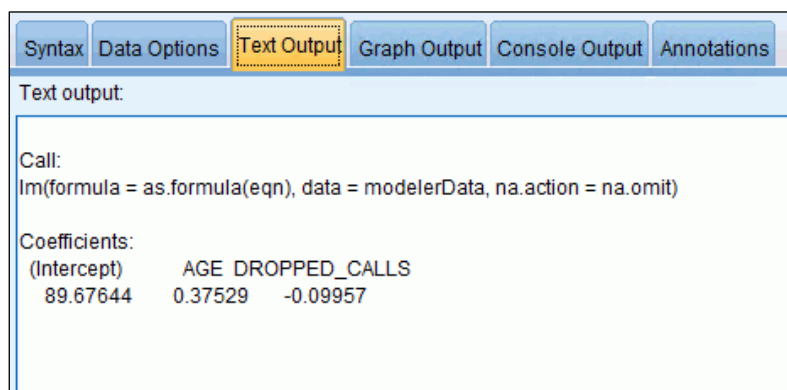 Syntax Data Options Text Output Graph Output Console Output Annotations
Text output:
Call:
lm(formula = as.formula(eqn), data = modelerData, na.action = na.omit)
Coefficients:
(Intercept) AGE DROPPED_CALLS
89.67644 0.37529 -0.09957